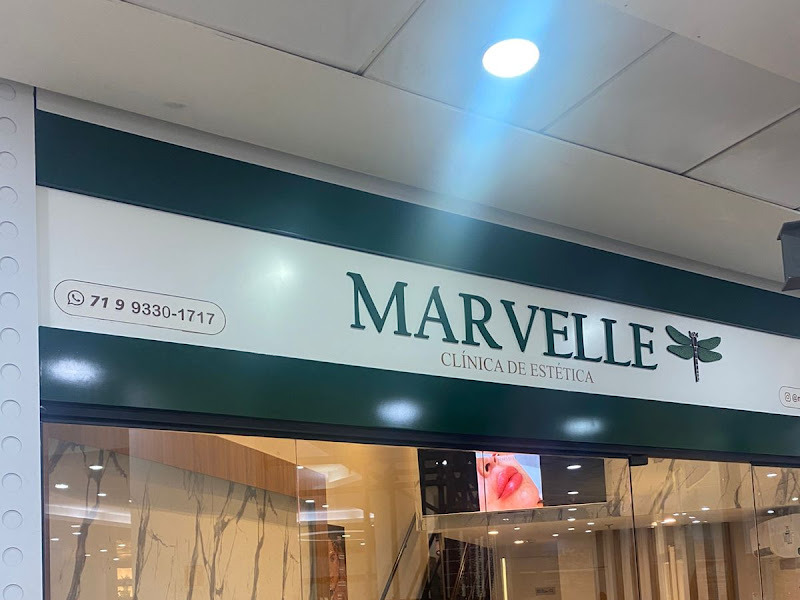 71 9 9330-1717
MARVELLE
CLÍNICA DE ESTÉTICA